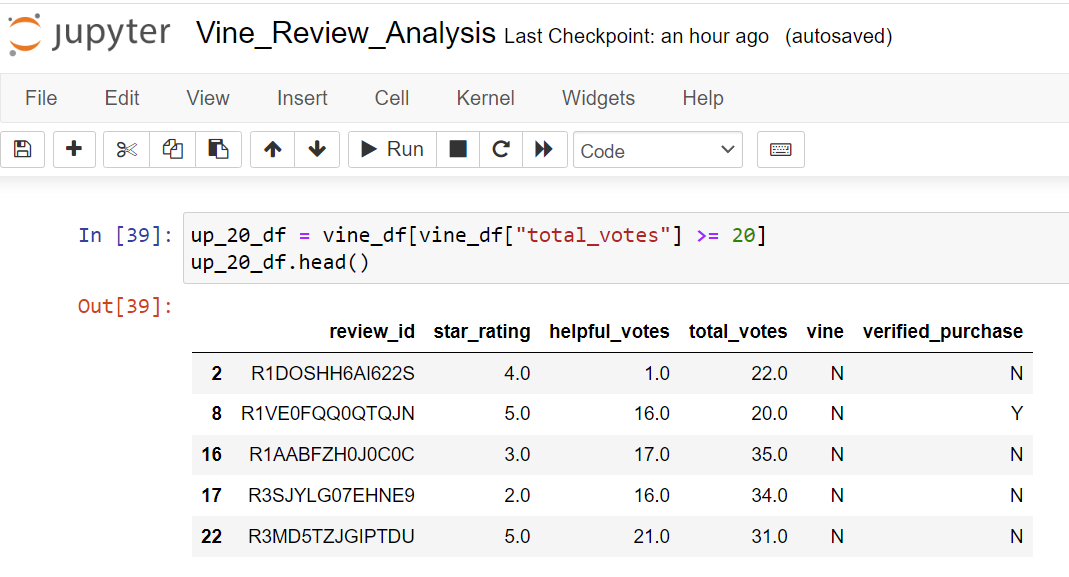 jupyter Vine_Review_Analysis Last Checkpoint: an hour ago (autosaved)
File Edit View Insert Cell Kernel Widgets Help
Run Code
In [39]: up_20_df = vine_df[vine_df["total_votes"] >= 20]
up_20_df.head()
Out[39]:
review_id star_rating helpful_votes total_votes vine verified_purchase
2 R1DOSHH6AI622S 4.0 1.0 22.0 N N
8 R1VE0FQQ0QTQJN 5.0 16.0 20.0 N Y
16 R1AABFZH0J0C0C 3.0 17.0 35.0 N N
17 R3SJYLG07EHNE9 2.0 16.0 34.0 N N
22 R3MD5TZJGIPTDU 5.0 21.0 31.0 N N